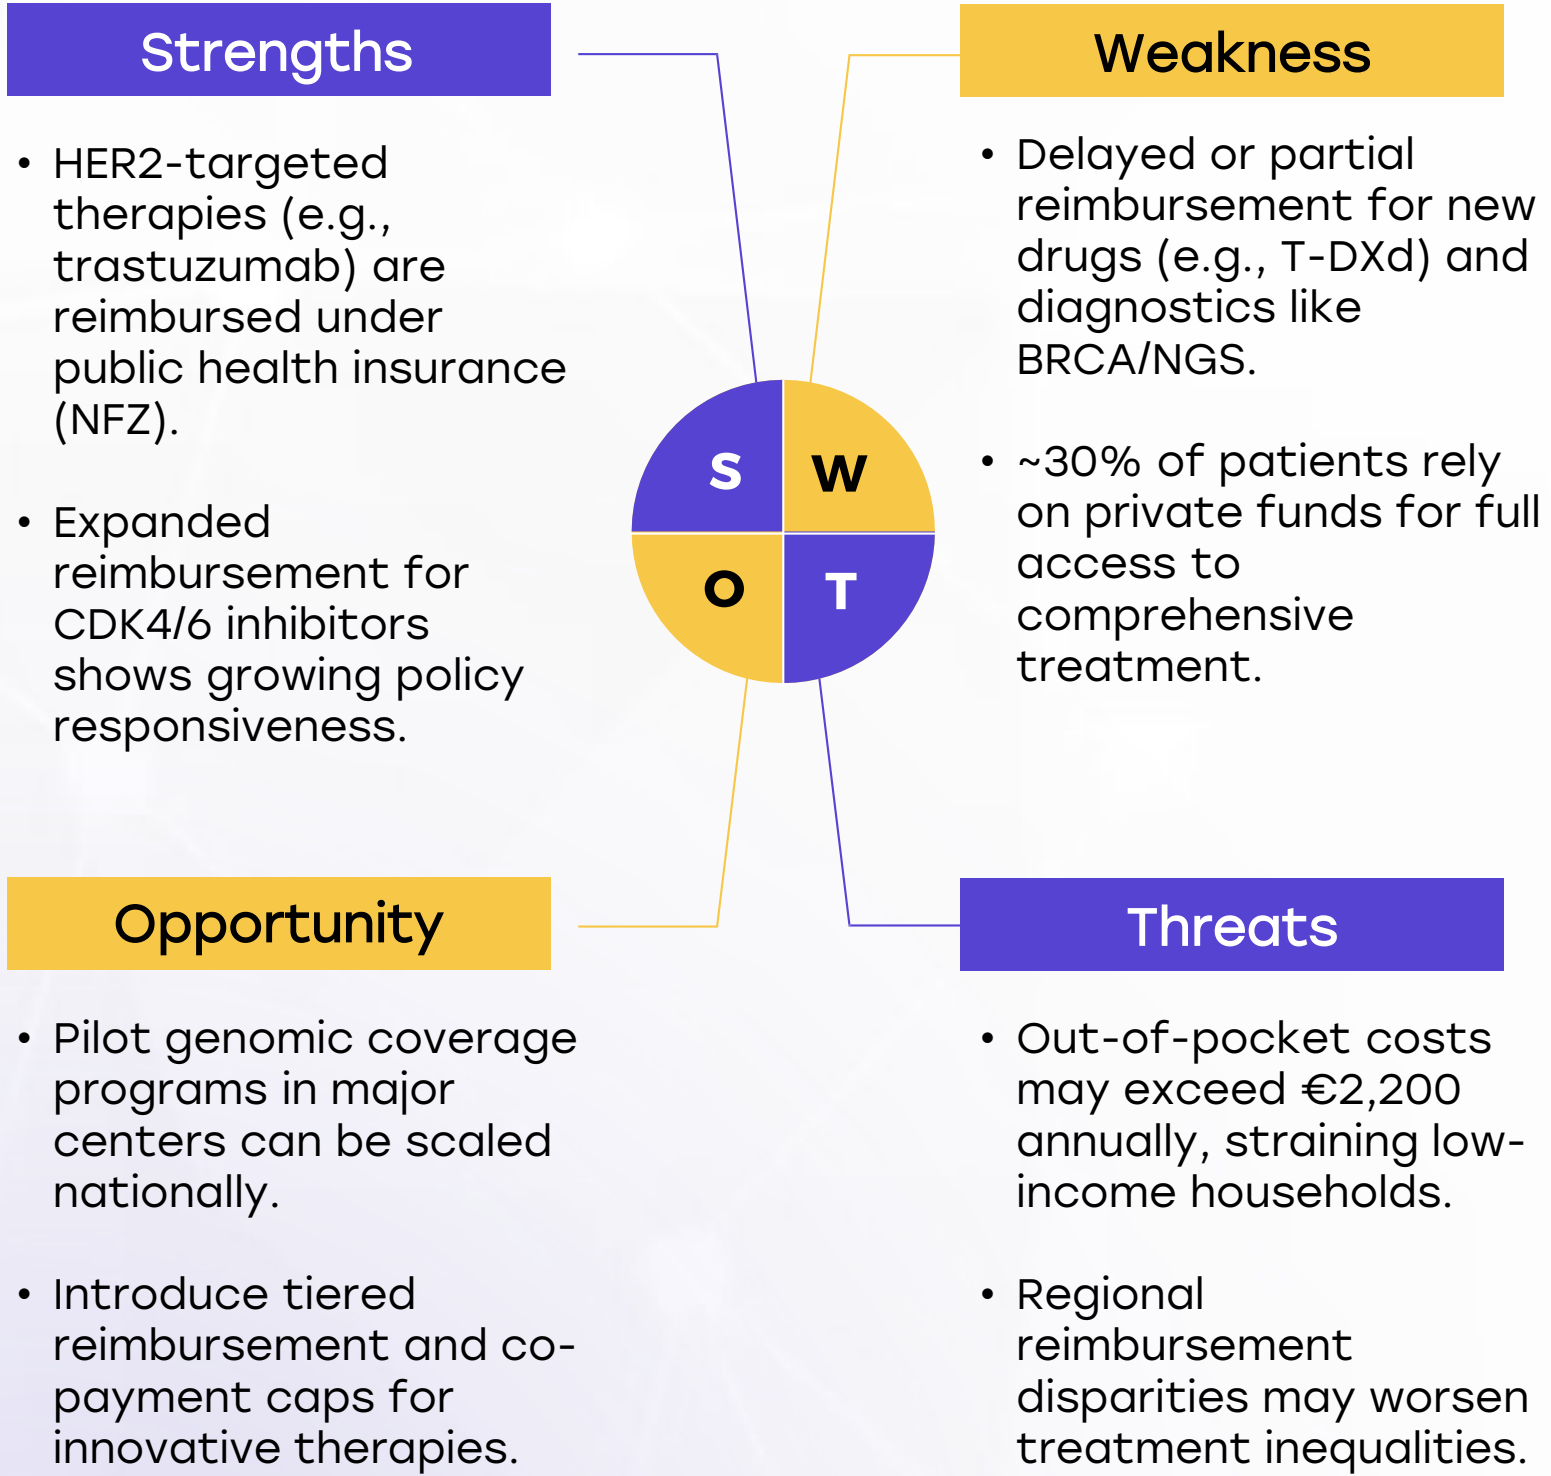 Strengths
• HER2-targeted
therapies (e.g.,
trastuzumab) are
reimbursed under
public health insurance
(NFZ).
• Expanded
reimbursement for
CDK4/6 inhibitors
shows growing policy
responsiveness.
Weakness
• Delayed or partial
reimbursement for new
drugs (e.g., T-DXd) and
diagnostics like
BRCA/NGS.
• ~30% of patients rely
on private funds for full
access to
comprehensive
treatment.
S
W
O
T
Opportunity
• Pilot genomic coverage
programs in major
centers can be scaled
nationally.
• Introduce tiered
reimbursement and co-
payment caps for
innovative therapies.
Threats
• Out-of-pocket costs
may exceed €2,200
annually, straining low-
income households.
• Regional
reimbursement
disparities may worsen
treatment inequalities.